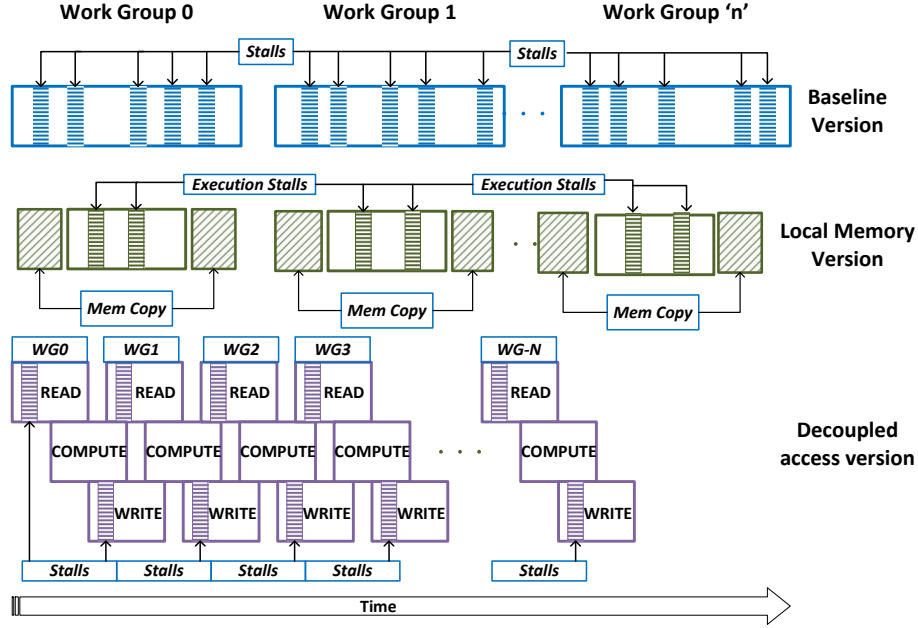 Work Group 0
Work Group 1
Work Group ‘n’
Stalls
Stalls
Baseline
Version
Execution Stalls
Execution Stalls
Local Memory
Version
Mem Copy
Mem Copy
Mem Copy
WG0
WG1
WG2
WG3
WG-N
READ
READ
READ
READ
READ
COMPUTE
COMPUTE
COMPUTE
COMPUTE
COMPUTE
Decoupled
access version
WRITE
WRITE
WRITE
WRITE
WRITE
Stalls
Stalls
Stalls
Stalls
Stalls
Time